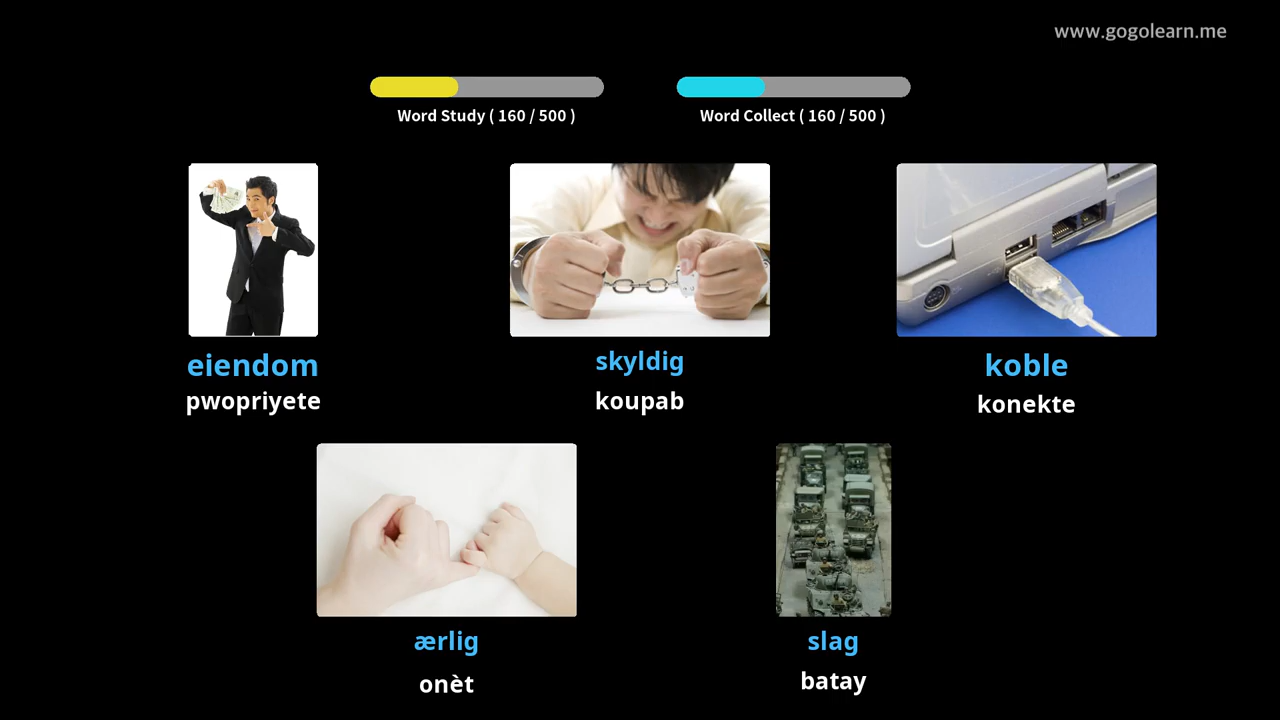 www.gogolearn.me
Word Study ( 160 / 500 )
Word Collect ( 160 / 500 )
eiendom
pwopriyete
skyldig
koupab
koble
konekte
ærlig
onèt
slag
batay